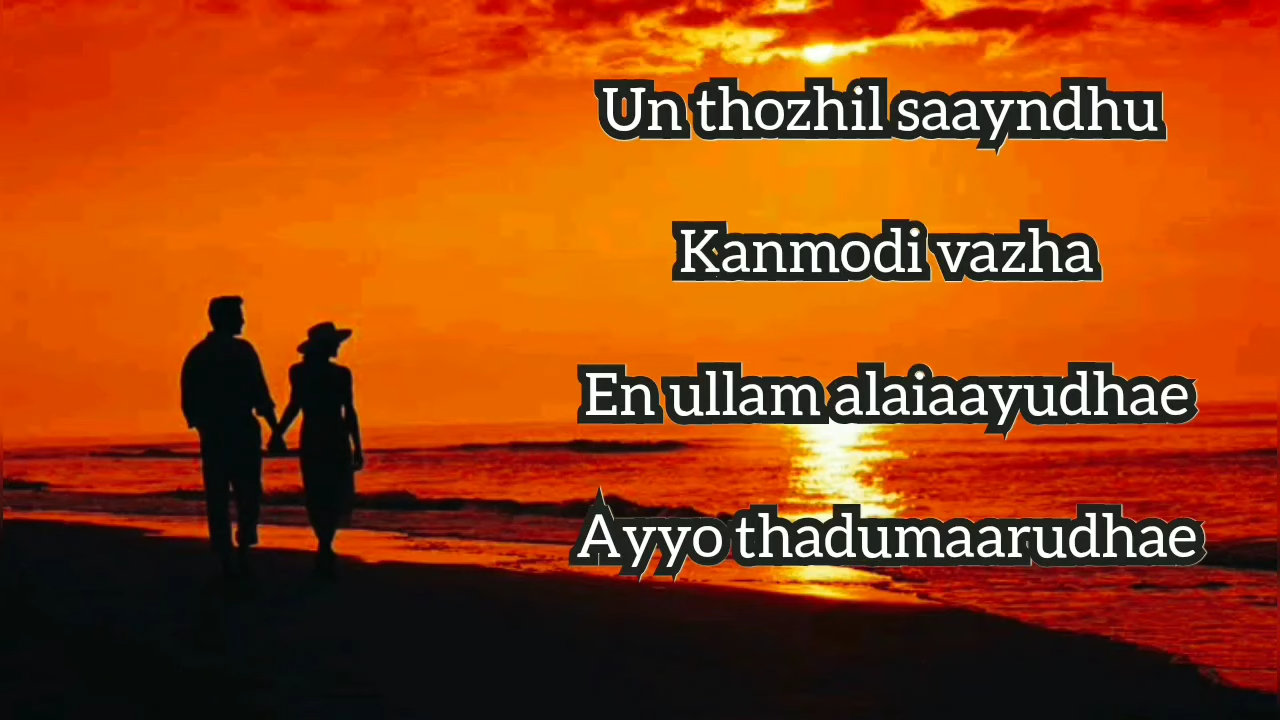 Un thozhil saayndhu
Kanmodi vazha
En ullam alaiaayudhae
Ayyo thadumaarudhae